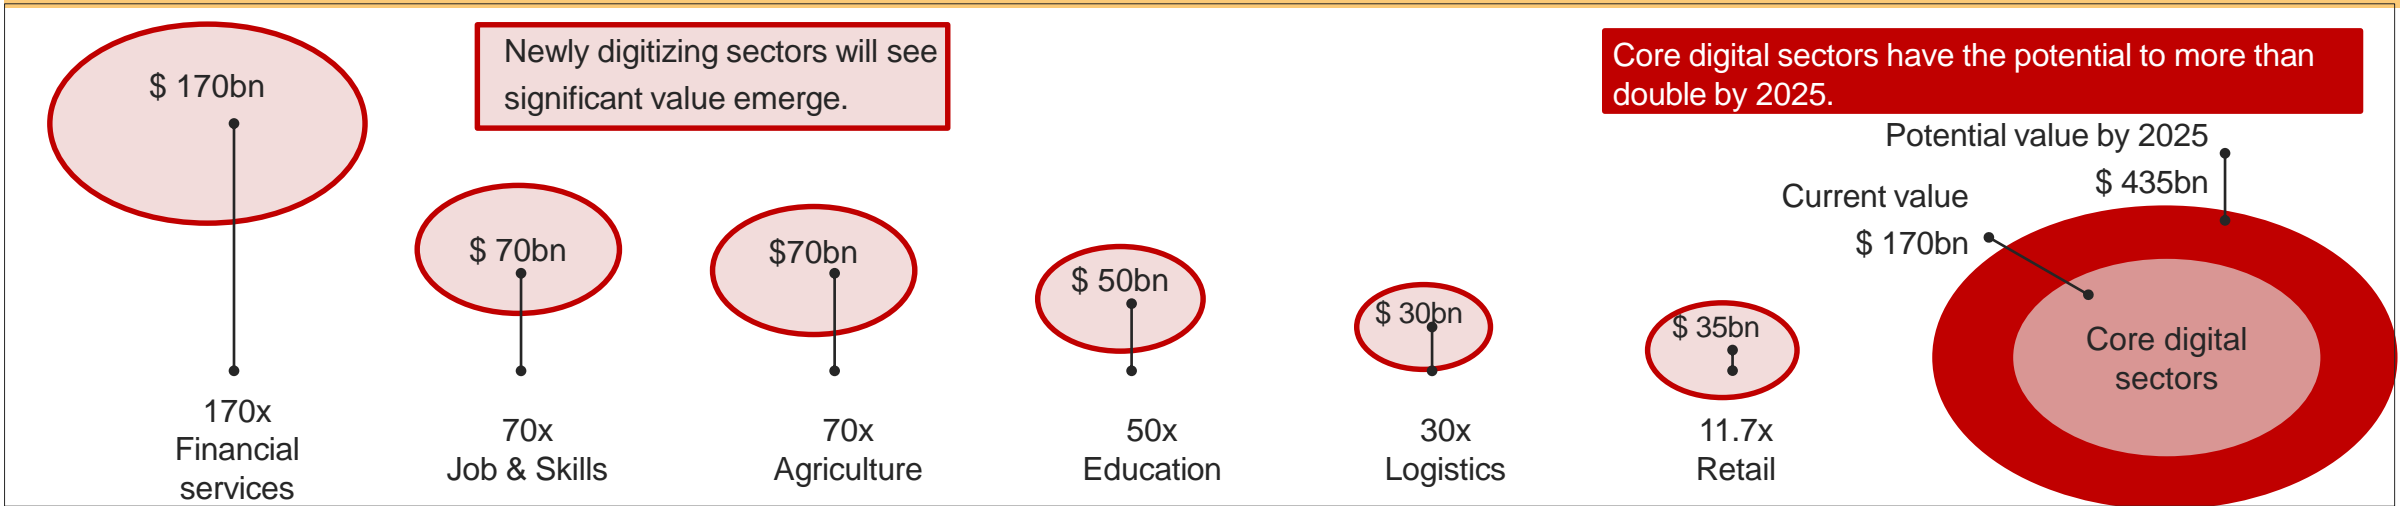 $ 170bn
Newly digitizing sectors will see
significant value emerge.
Core digital sectors have the potential to more than
double by 2025.
Potential value by 2025
$ 435bn
Current value
$ 170bn
Core digital
sectors
$ 70bn
$70bn
$ 50bn
$ 30bn
$ 35bn
170x
Financial
services
70x
Job & Skills
70x
Agriculture
50x
Education
30x
Logistics
11.7x
Retail